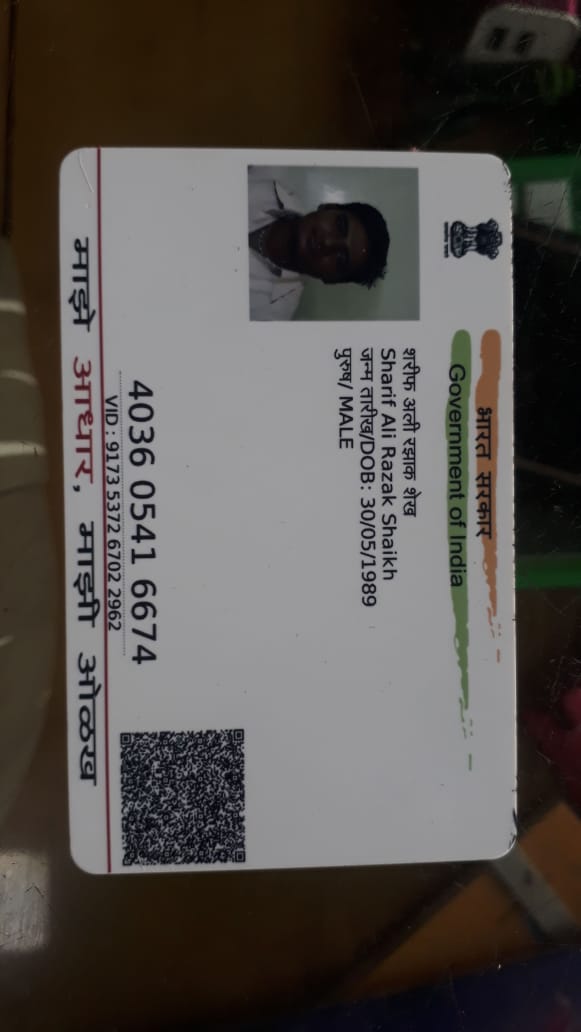 भारत सरकार
Government of India
शरीफ अली रझाक शेख
Sharif Ali Razak Shaikh
जन्म तारीख/DOB: 30/05/1989
पुरुष/ MALE
4036 0541 6674
VID : 9173 5372 6702 2962
माझे आधार, माझी ओळख